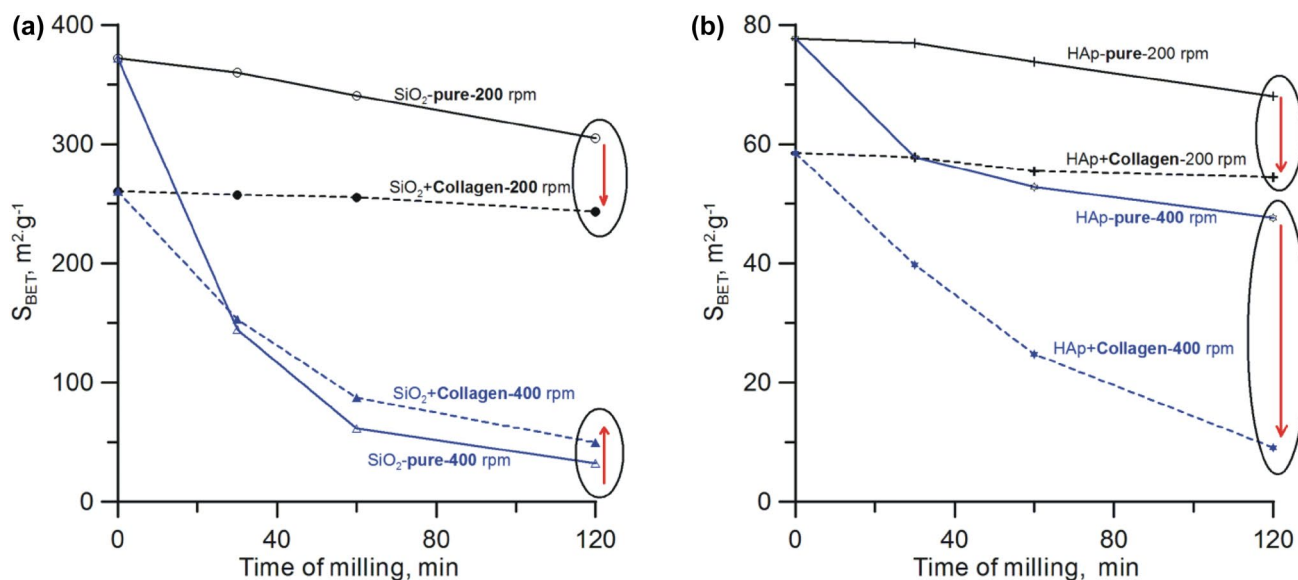 (a)
400
300
200
100
0
S_BET, m²·g⁻¹
SiO₂-pure-200 rpm
SiO₂+Collagen-200 rpm
SiO₂+Collagen-400 rpm
SiO₂-pure-400 rpm
0 40 80 120
Time of milling, min
(b)
80
60
40
20
0
S_BET, m²·g⁻¹
HAp-pure-200 rpm
HAp+Collagen-200 rpm
HAp-pure-400 rpm
HAp+Collagen-400 rpm
0 40 80 120
Time of milling, min